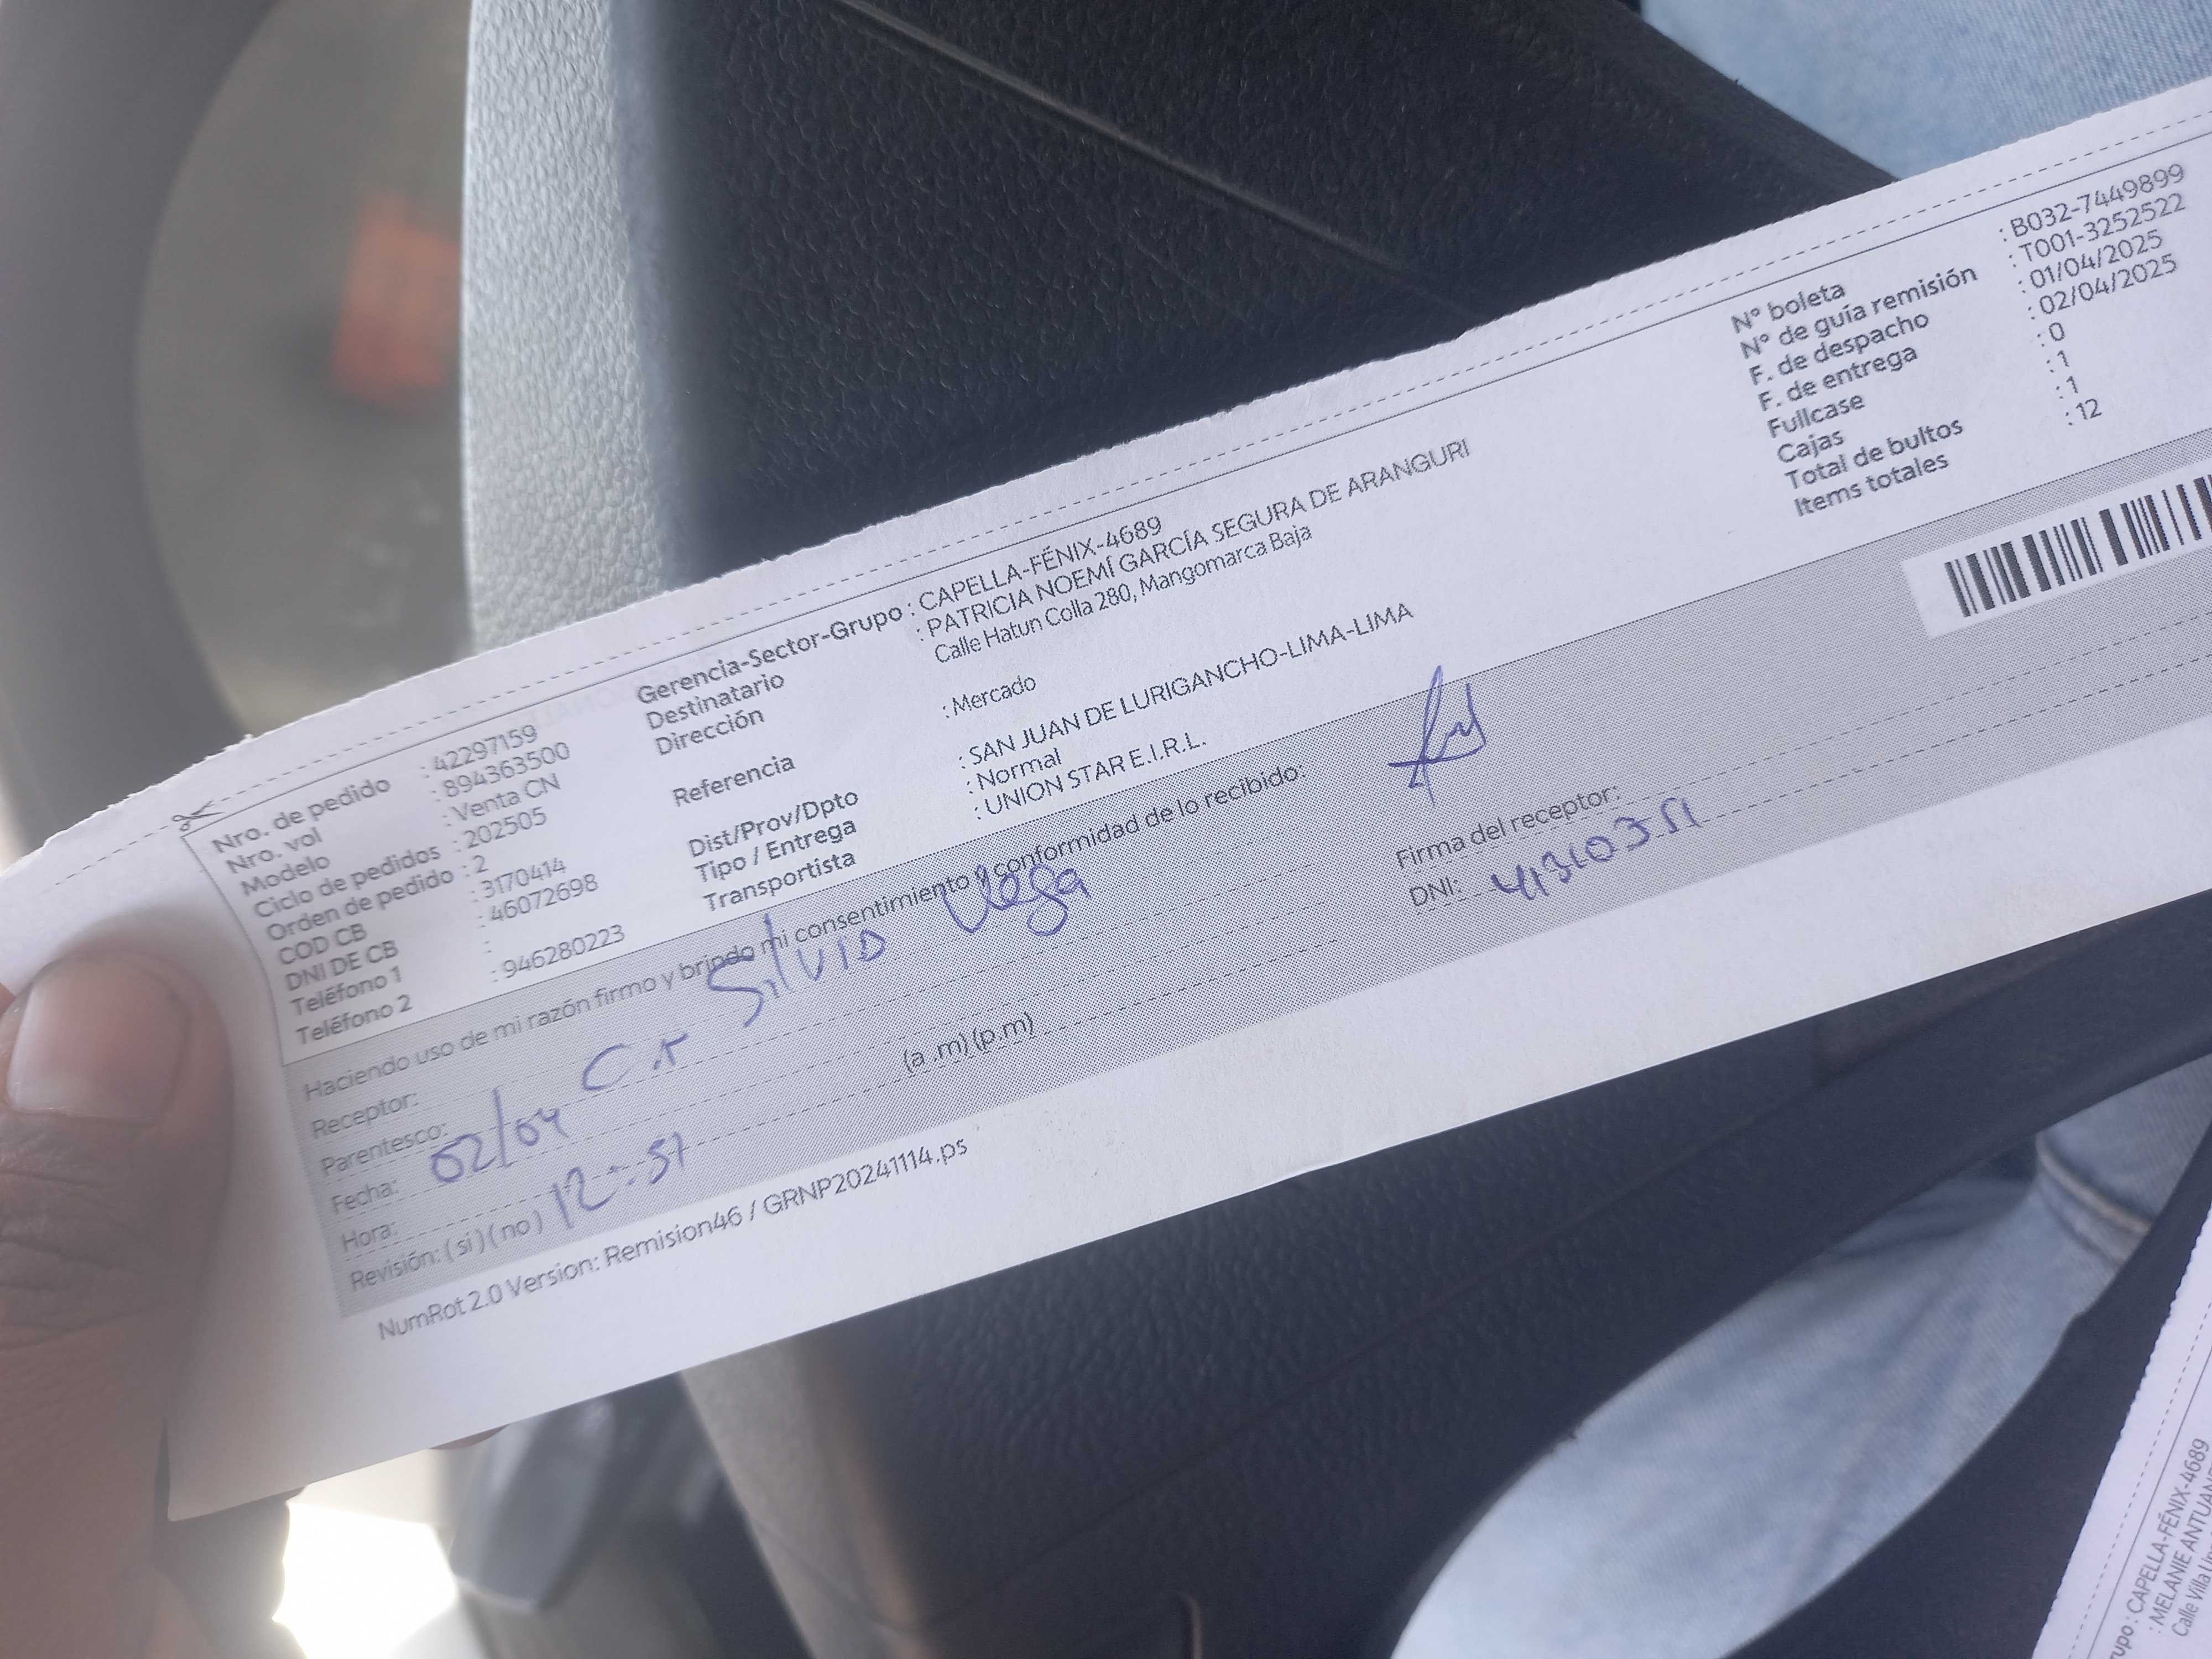 Nro. de pedido : 42297159
Nro. vol : 894363500
Modelo : Venta CN
Ciclo de pedidos : 202505
Orden de pedido : 2
COD CB : 3170414
DNI DE CB : 46072698
Teléfono 1 :
Teléfono 2 : 946280223
Gerencia-Sector-Grupo : CAPELLA-FÉNIX-4689
Destinatario : PATRICIA NOEMÍ GARCÍA SEGURA DE ARANGURI
Dirección Calle Hatun Colla 280, Mangomarca Baja
Referencia : Mercado
Dist/Prov/Dpto : SAN JUAN DE LURIGANCHO-LIMA-LIMA
Tipo / Entrega : Normal
Transportista : UNION STAR E.I.R.L.
N° boleta : B032-7449899
N° de guía remisión : T001-3252522
F. de despacho : 01/04/2025
F. de entrega : 02/04/2025
Fullcase : 0
Cajas : 1
Total de bultos : 1
Items totales : 12
Haciendo uso de mi razón firmo y brindo mi consentimiento y conformidad de lo recibido:
Receptor: Silvio Vega
Parentesco: C.r
Fecha: 02/04
Hora: 12:51 (a .m) (p.m)
Revisión: ( si ) ( no )
Firma del receptor:
DNI: 41310351
NumRot 2.0 Version: Remision46 / GRNP20241114.ps
rupo : CAPELLA-FÉNIX-4689
: MELANIE
Calle Villa